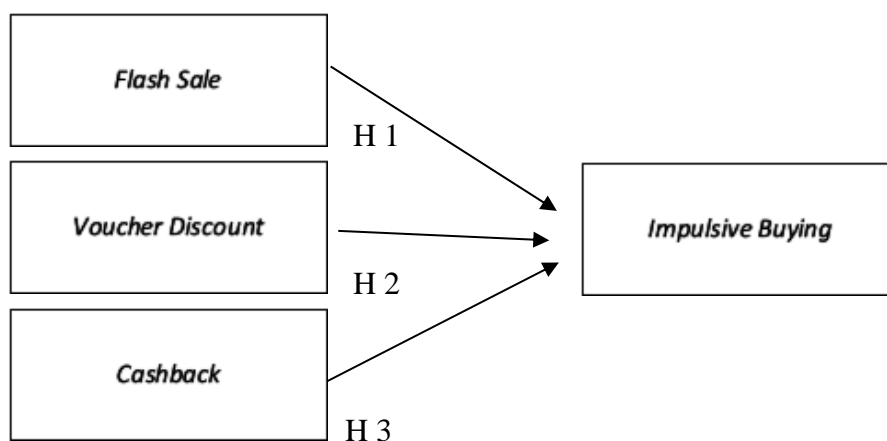 Flash Sale
H 1
Voucher Discount
Impulsive Buying
H 2
Cashback
H 3